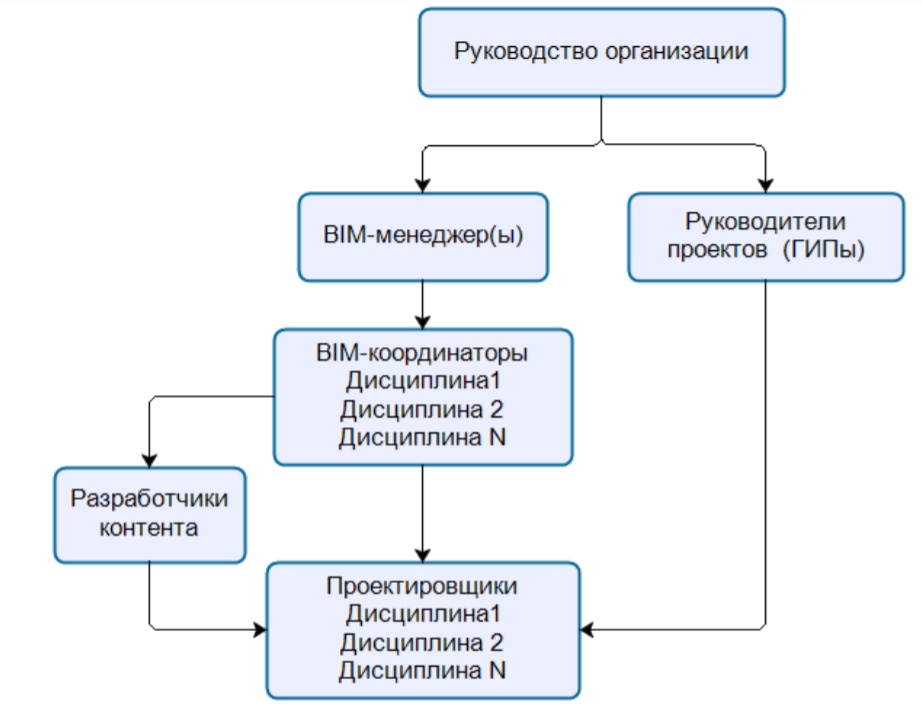 Руководство организации
BIM-менеджер(ы)
Руководители
проектов (ГИПы)
BIM-координаторы
Дисциплина1
Дисциплина 2
Дисциплина N
Разработчики
контента
Проектировщики
Дисциплина1
Дисциплина 2
Дисциплина N